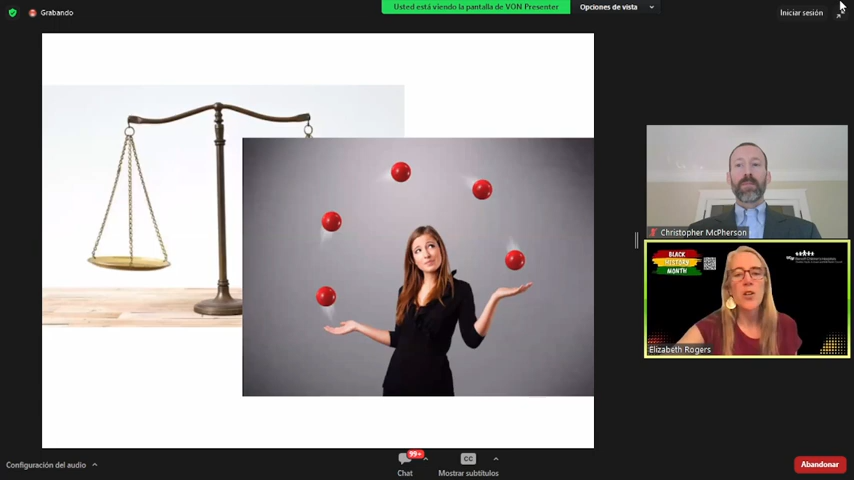 Grabando
Usted está viendo la pantalla de VON Presenter
Opciones de vista
Iniciar sesión
Christopher McPherson
BLACK
HISTORY
MONTH
Elizabeth Rogers
Configuración del audio
99+
Chat
CC
Mostrar subtítulos
Abandonar